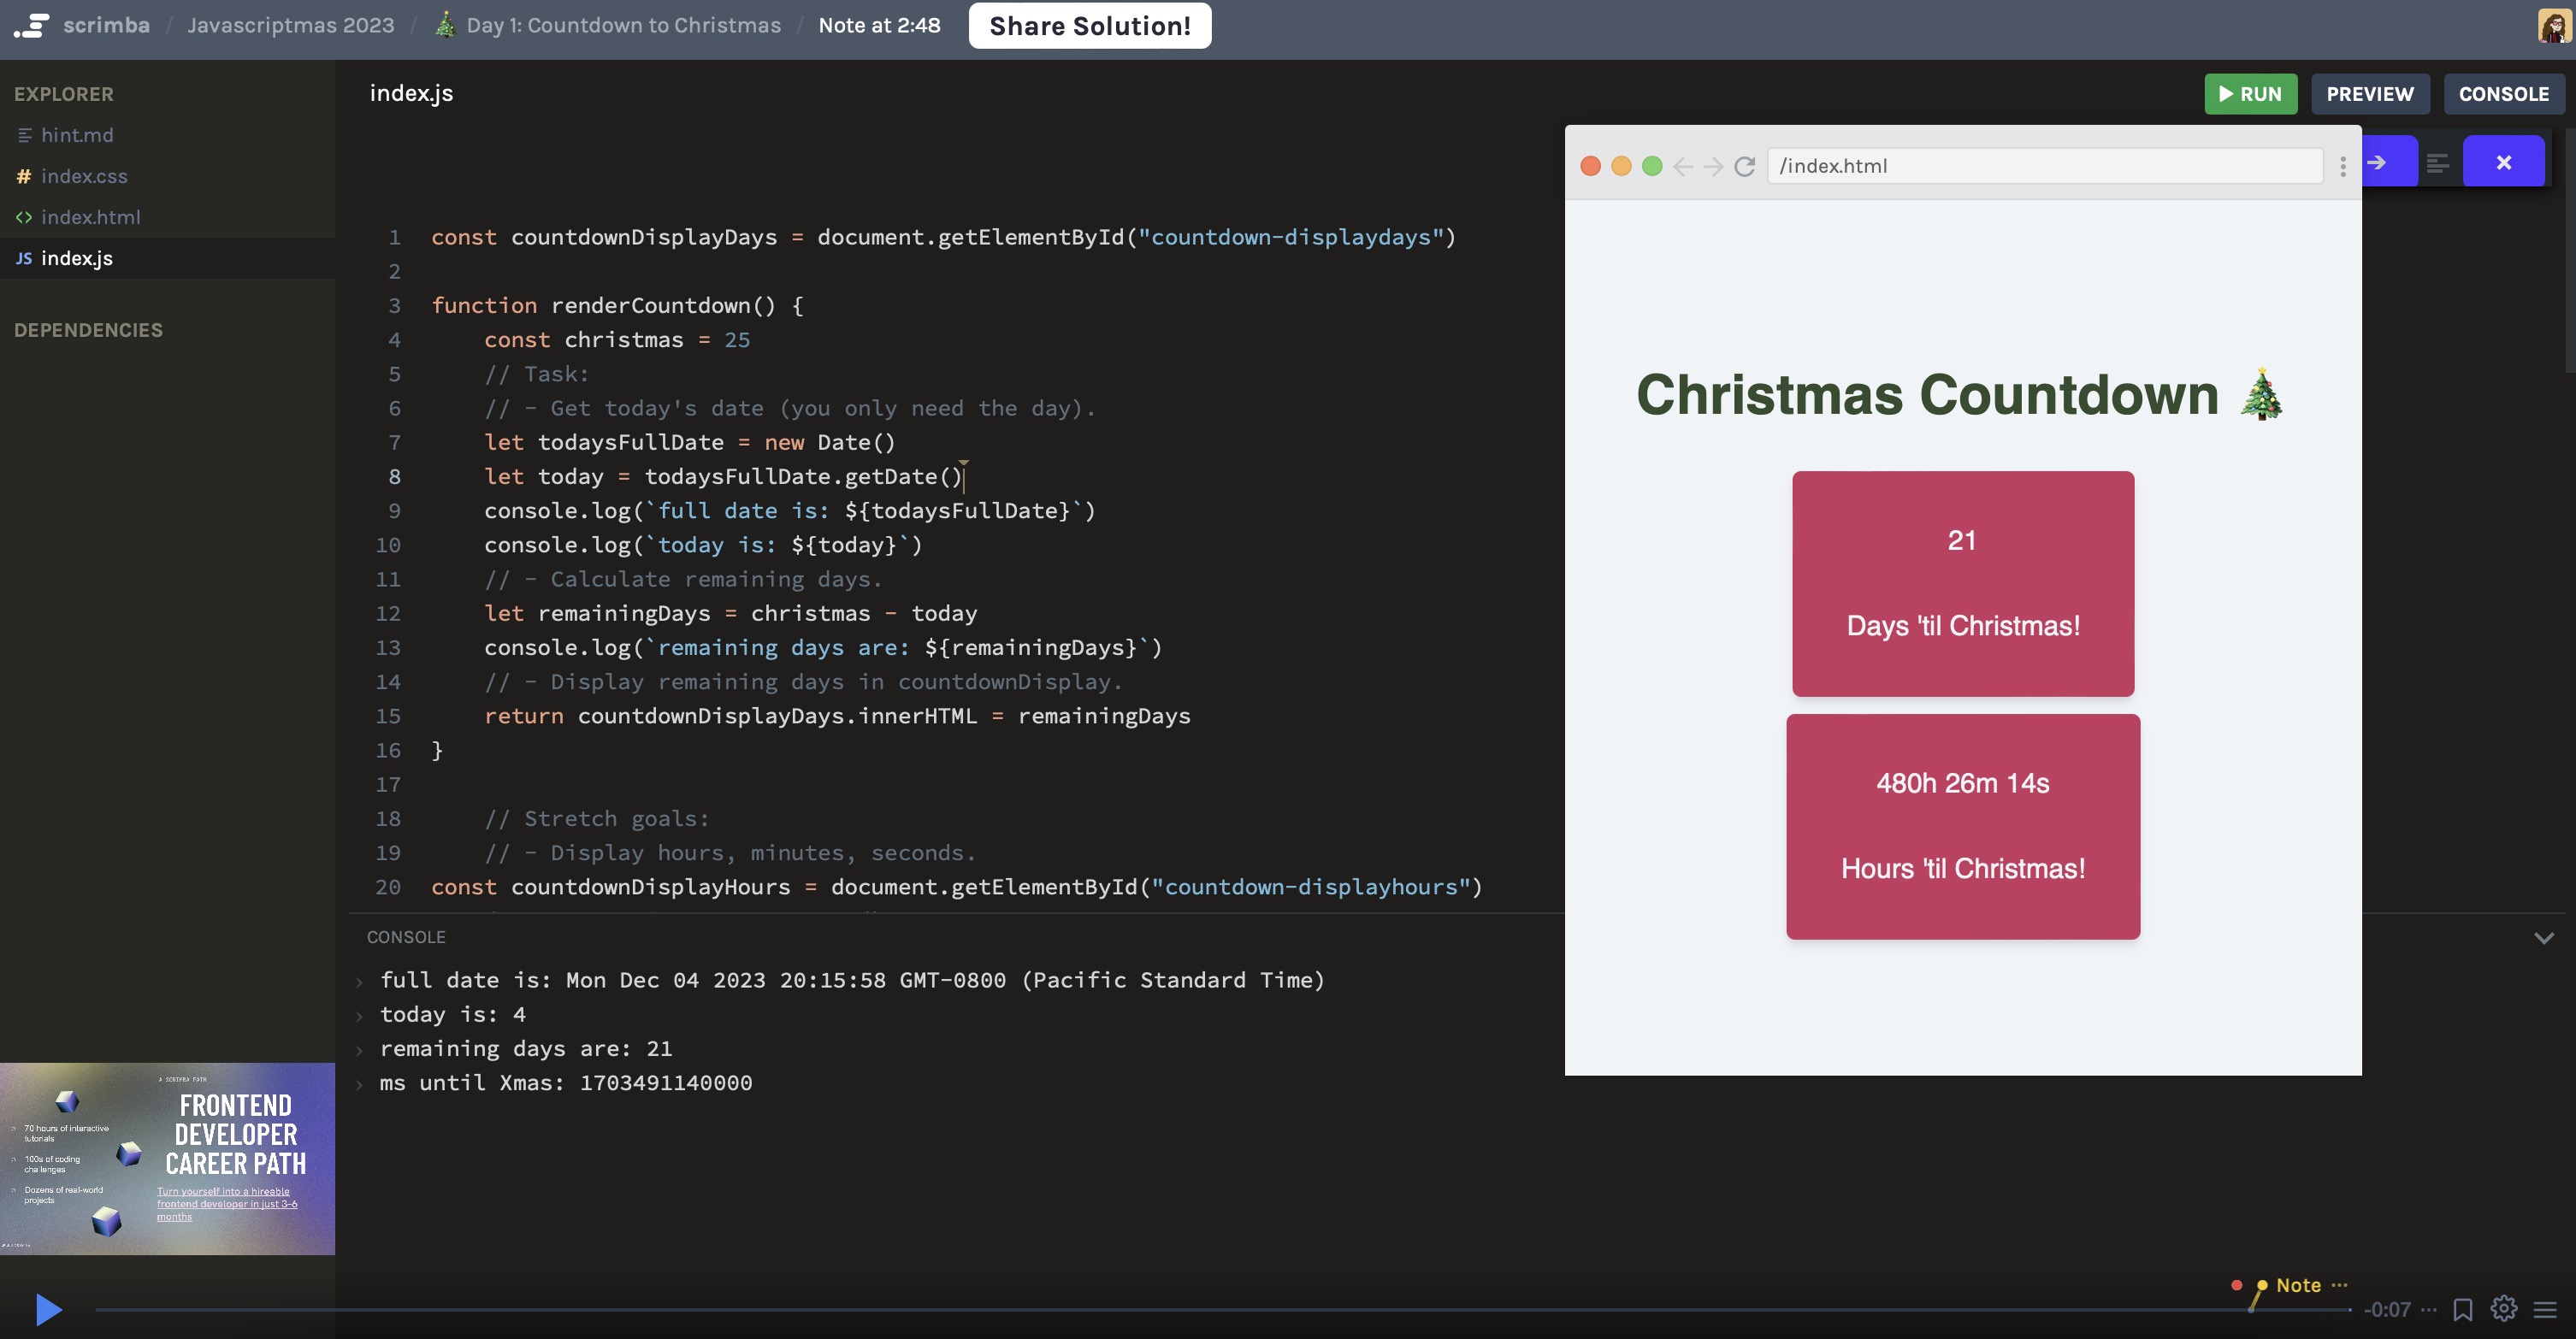 scrimba / Javascriptmas 2023 / 🎄 Day 1: Countdown to Christmas / Note at 2:48 Share Solution!
EXPLORER
hint.md
# index.css
<> index.html
JS index.js
DEPENDENCIES
index.js
RUN PREVIEW CONSOLE
1 const countdownDisplayDays = document.getElementById("countdown-displaydays")
2
3 function renderCountdown() {
4 const christmas = 25
5 // Task:
6 // - Get today's date (you only need the day).
7 let todaysFullDate = new Date()
8 let today = todaysFullDate.getDate()
9 console.log(`full date is: ${todaysFullDate}`)
10 console.log(`today is: ${today}`)
11 // - Calculate remaining days.
12 let remainingDays = christmas - today
13 console.log(`remaining days are: ${remainingDays}`)
14 // - Display remaining days in countdownDisplay.
15 return countdownDisplayDays.innerHTML = remainingDays
16 }
17
18 // Stretch goals:
19 // - Display hours, minutes, seconds.
20 const countdownDisplayHours = document.getElementById("countdown-displayhours")
/index.html
Christmas Countdown 🎄
21
Days 'til Christmas!
480h 26m 14s
Hours 'til Christmas!
CONSOLE
full date is: Mon Dec 04 2023 20:15:58 GMT-0800 (Pacific Standard Time)
today is: 4
remaining days are: 21
ms until Xmas: 1703491140000
A SCRIMBA PATH
FRONTEND
DEVELOPER
CAREER PATH
70 hours of interactive
tutorials
100s of coding
challenges
Dozens of real-world
projects
Turn yourself into a hireable
frontend developer in just 3-6
months
Note ...
-0:07 ...